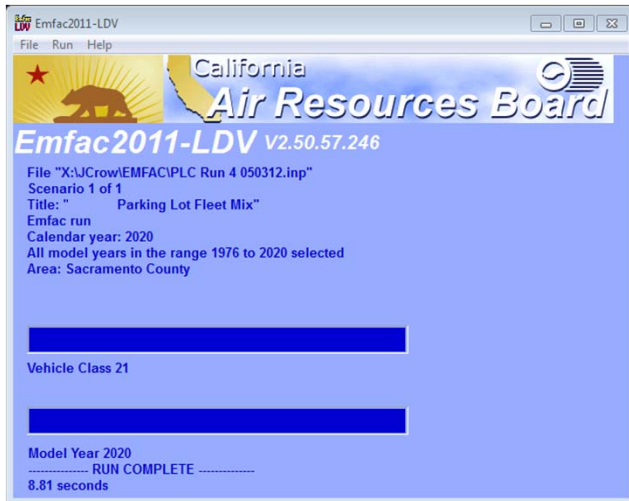 Emfac2011-LDV
File Run Help
California
Air Resources Board
Emfac2011-LDV V2.50.57.246
File "X:\JCrow\EMFAC\PLC Run 4 050312.inp"
Scenario 1 of 1
Title: " Parking Lot Fleet Mix"
Emfac run
Calendar year: 2020
All model years in the range 1976 to 2020 selected
Area: Sacramento County
Vehicle Class 21
Model Year 2020
--------------- RUN COMPLETE --------------
8.81 seconds